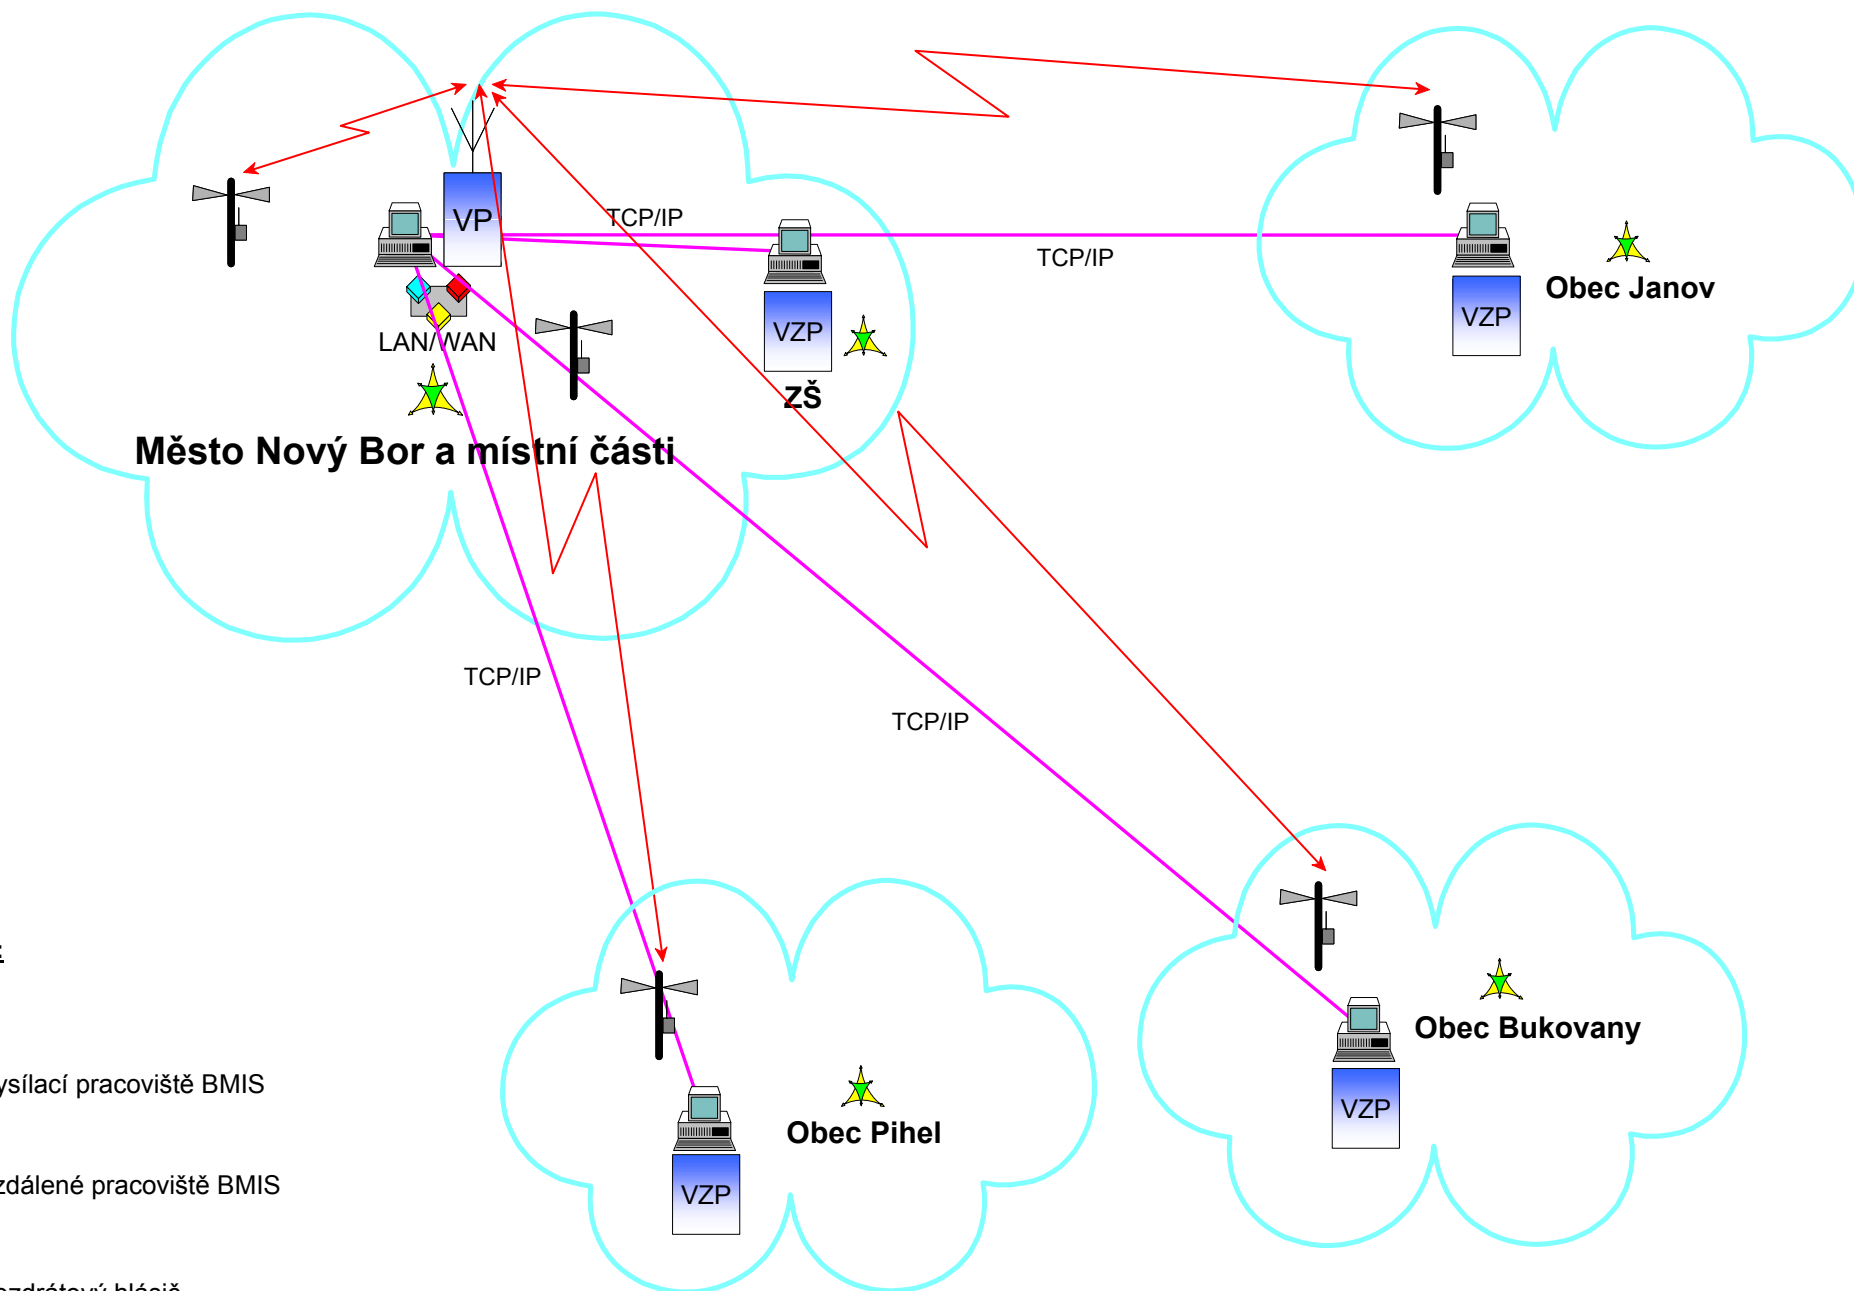 VP
TCP/IP
TCP/IP
Obec Janov
VZP
VZP
LAN/WAN
ZŠ
Město Nový Bor a místní části
TCP/IP
TCP/IP
Obec Bukovany
VZP
ysílací pracoviště BMIS
Obec Pihel
zdálené pracoviště BMIS
VZP